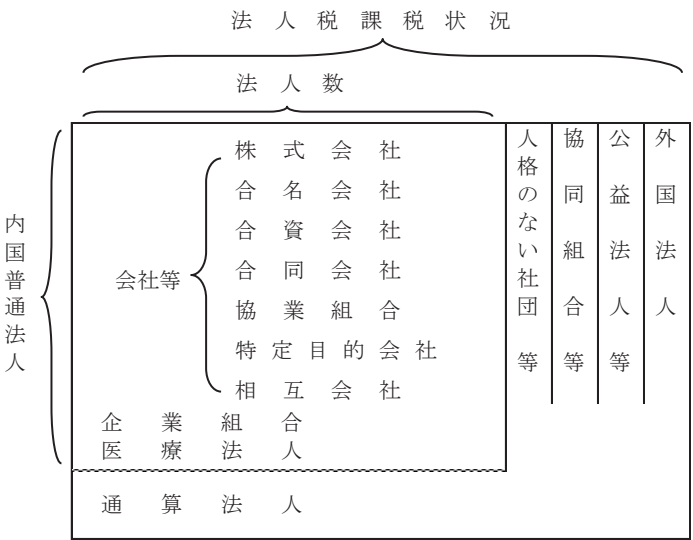 法人税課税状況
法人数
内国普通法人
会社等
株式会社
合名会社
合資会社
合同会社
協業組合
特定目的会社
相互会社
企業組合
医療法人
通算法人
人格のない社団等
協同組合等
公益法人等
外国法人